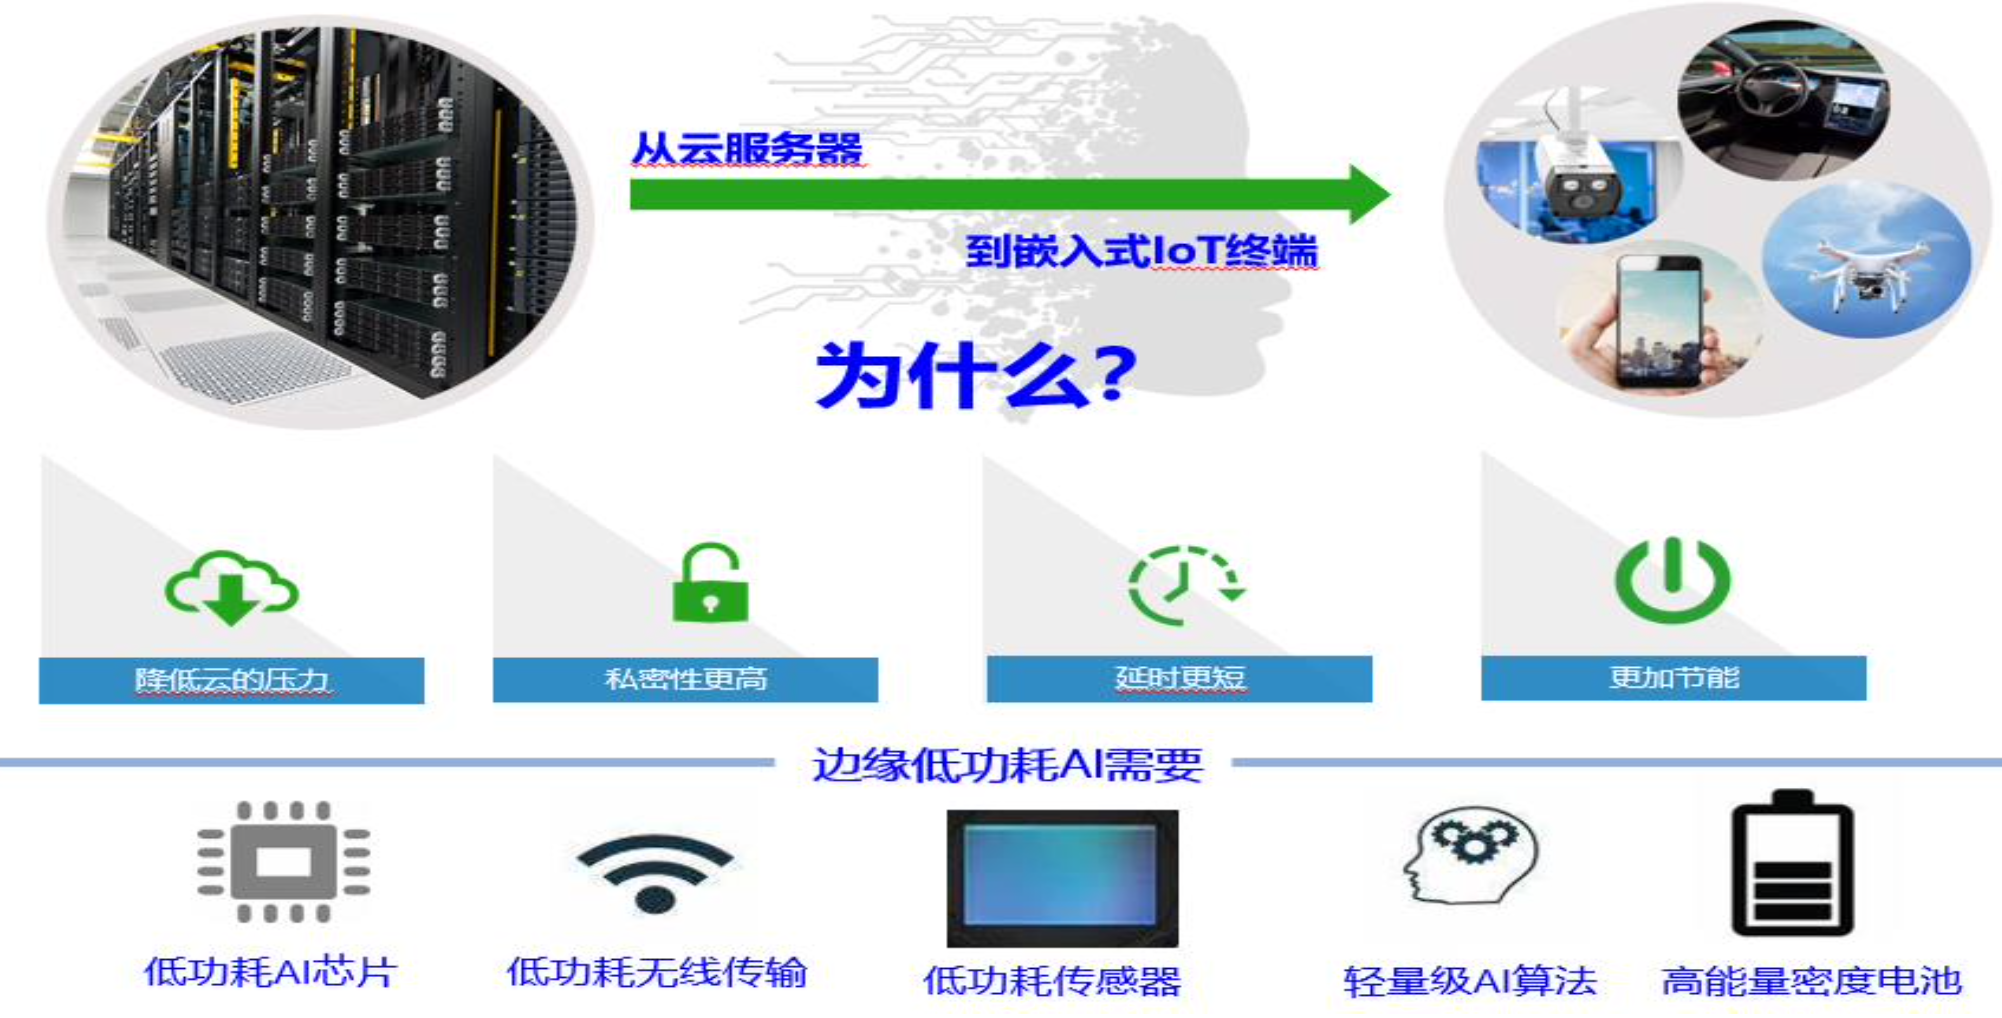 从云服务器
到嵌入式IoT终端
为什么?
降低云的压力
私密性更高
延时更短
更加节能
边缘低功耗AI需要
低功耗AI芯片
低功耗无线传输
低功耗传感器
轻量级AI算法
高能量密度电池